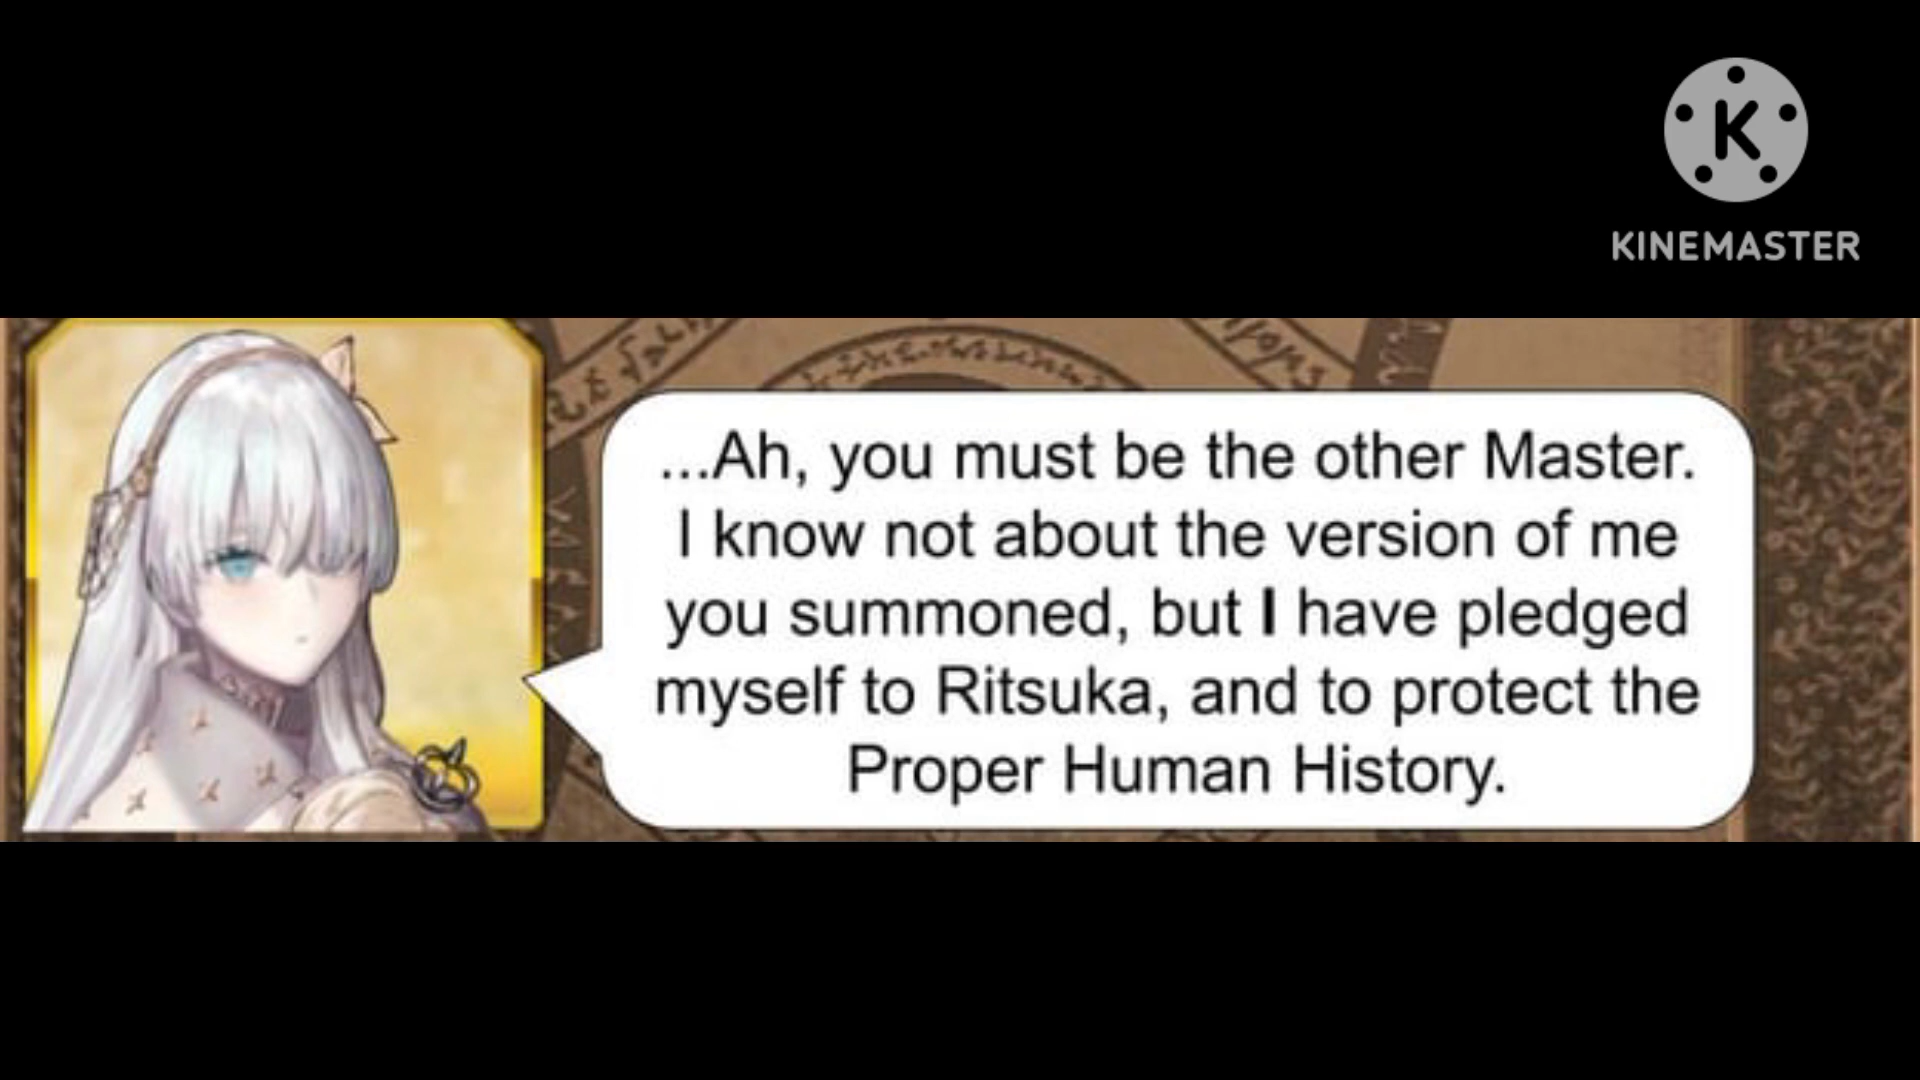 KINEMASTER
...Ah, you must be the other Master.
I know not about the version of me
you summoned, but I have pledged
myself to Ritsuka, and to protect the
Proper Human History.